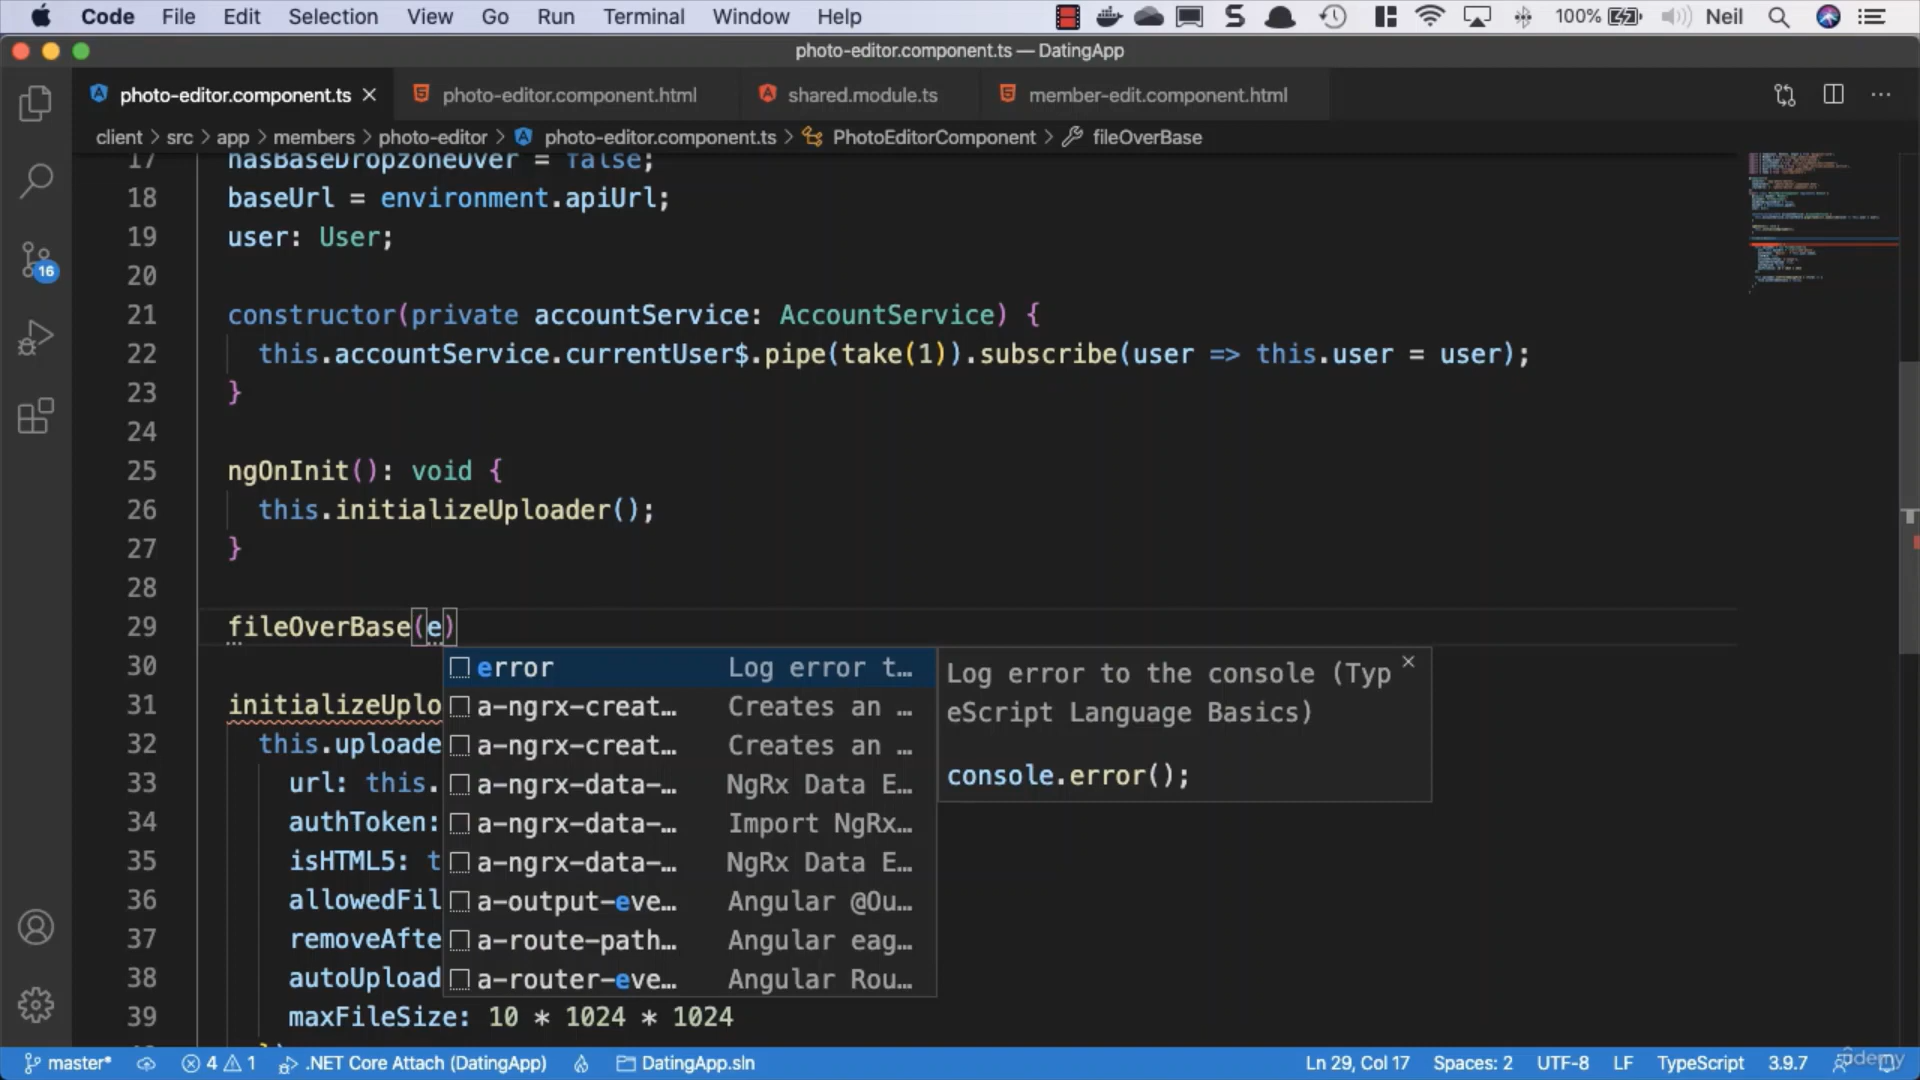 Code File Edit Selection View Go Run Terminal Window Help 100% Neil
photo-editor.component.ts — DatingApp
photo-editor.component.ts photo-editor.component.html shared.module.ts member-edit.component.html
client > src > app > members > photo-editor > photo-editor.component.ts > PhotoEditorComponent > fileOverBase
17 hasBaseDropzoneOver = false;
18 baseUrl = environment.apiUrl;
16
19 user: User;
20
21 constructor(private accountService: AccountService) {
22 this.accountService.currentUser$.pipe(take(1)).subscribe(user => this.user = user);
23 }
24
25 ngOnInit(): void {
26 this.initializeUploader();
27 }
28
29 fileOverBase(e)
30
31 initializeUplo
32 this.uploade
33 url: this.
34 authToken:
35 isHTML5: t
36 allowedFil
37 removeAfte
38 autoUpload
39 maxFileSize: 10 * 1024 * 1024
error Log error t…
a-ngrx-creat… Creates an …
a-ngrx-creat… Creates an …
a-ngrx-data-… NgRx Data E…
a-ngrx-data-… Import NgRx…
a-ngrx-data-… NgRx Data E…
a-output-eve… Angular @Ou…
a-route-path… Angular eag…
a-router-eve… Angular Rou…
Log error to the console (Typ
eScript Language Basics)
console.error();
master* 4 1 .NET Core Attach (DatingApp) DatingApp.sln Ln 29, Col 17 Spaces: 2 UTF-8 LF TypeScript 3.9.7
udemy